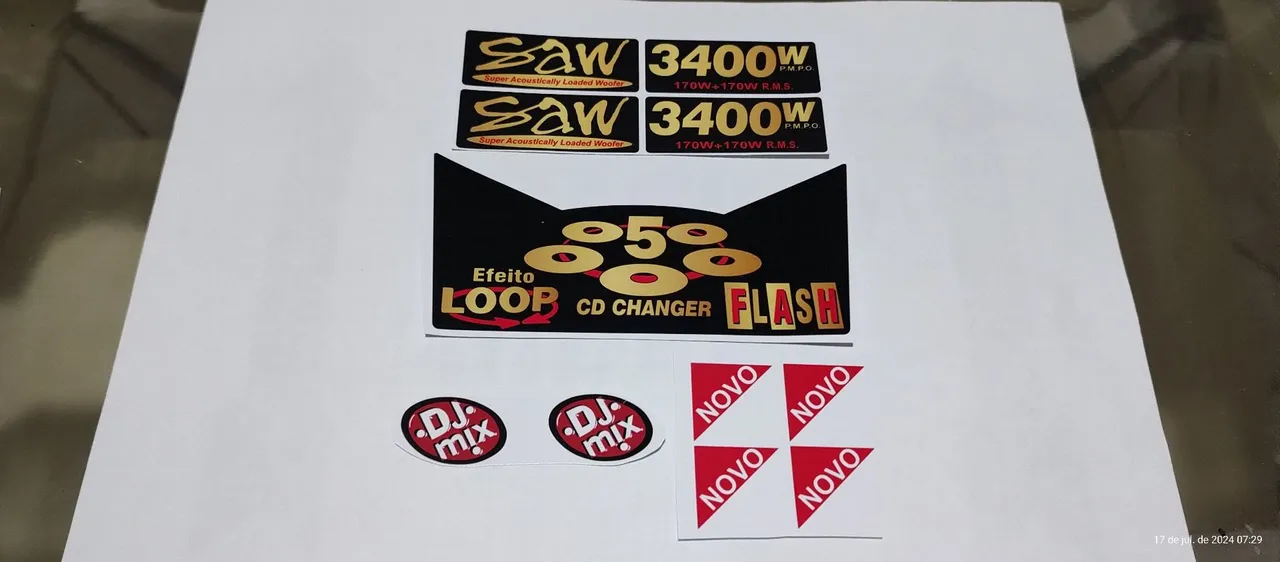 saw
Super Acoustically Loaded Woofer
3400W
P.M.P.O.
170W+170W R.M.S.
saw
Super Acoustically Loaded Woofer
3400W
P.M.P.O.
170W+170W R.M.S.
5
Efeito
LOOP
CD CHANGER
FLASH
DJ
mix
DJ
mix
NOVO
NOVO
NOVO
NOVO
17 de jul. de 2024 07:29